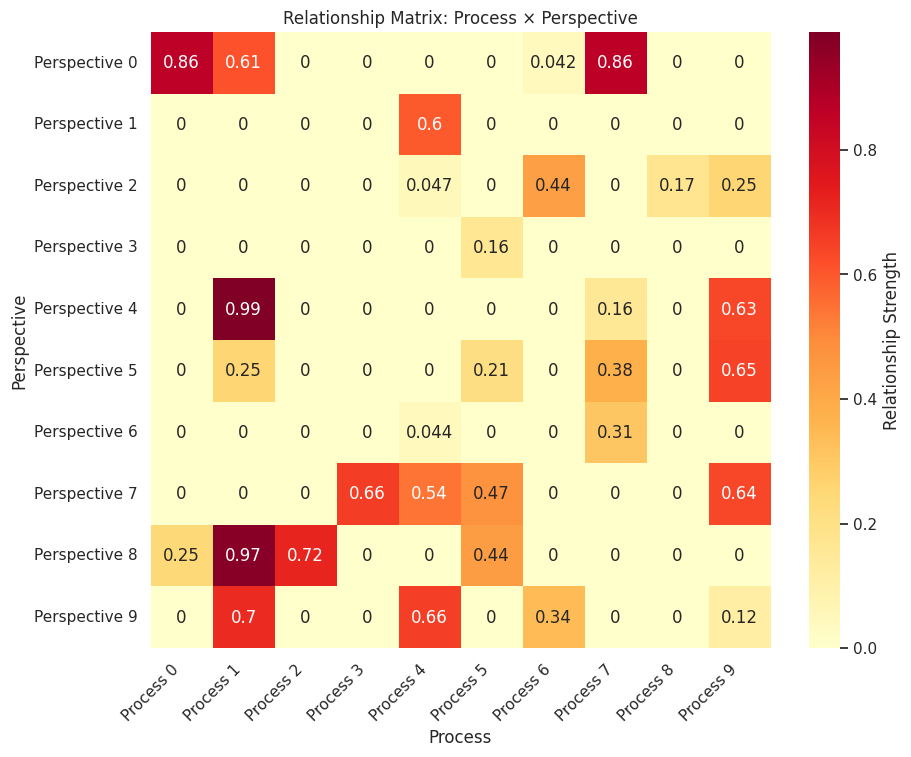 Relationship Matrix: Process × Perspective
Perspective 0 0.86 0.61 0 0 0 0 0.042 0.86 0 0
Perspective 1 0 0 0 0 0.6 0 0 0 0 0
Perspective 2 0 0 0 0 0.047 0 0.44 0 0.17 0.25
Perspective 3 0 0 0 0 0 0.16 0 0 0 0
Perspective 4 0 0.99 0 0 0 0 0 0.16 0 0.63
Perspective 5 0 0.25 0 0 0 0.21 0 0.38 0 0.65
Perspective 6 0 0 0 0 0.044 0 0 0.31 0 0
Perspective 7 0 0 0 0.66 0.54 0.47 0 0 0 0.64
Perspective 8 0.25 0.97 0.72 0 0 0.44 0 0 0 0
Perspective 9 0 0.7 0 0 0.66 0 0.34 0 0 0.12
Process 0 Process 1 Process 2 Process 3 Process 4 Process 5 Process 6 Process 7 Process 8 Process 9
Process
Perspective
0.8
0.6
0.4
0.2
0.0
Relationship Strength